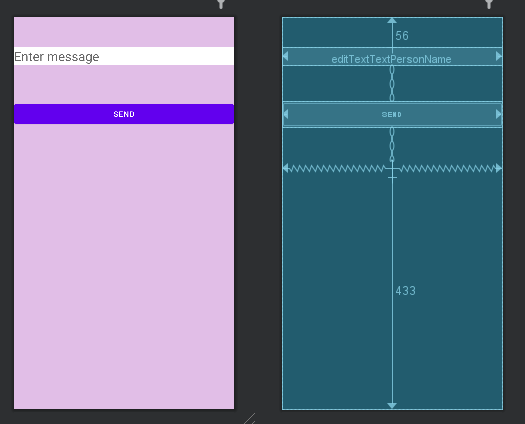 Enter message
SEND
56
editTextTextPersonName
SEND
433